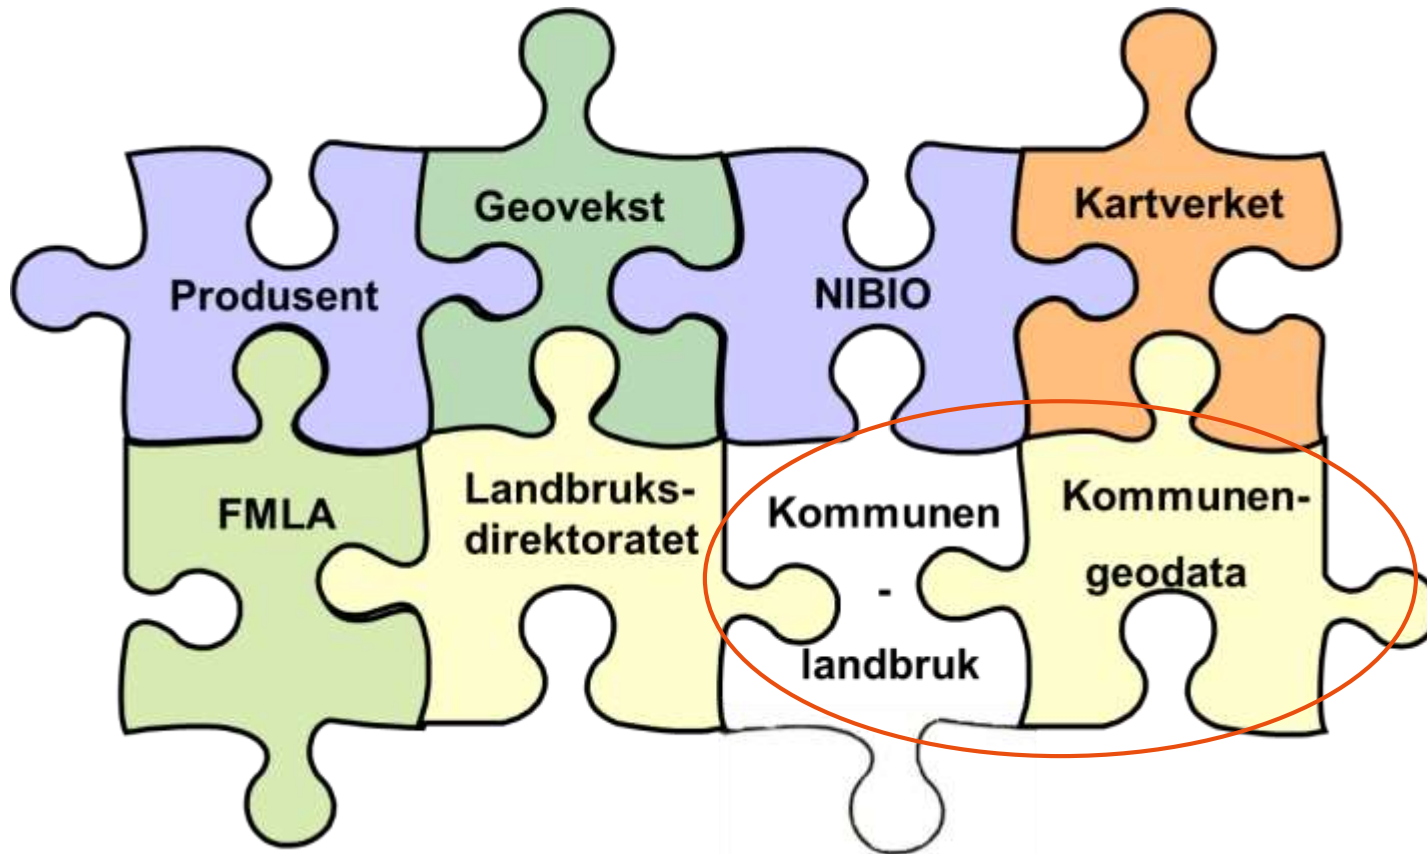 Produsent
Geovekst
NIBIO
Kartverket
FMLA
Landbruks-
direktoratet
Kommunen
-
landbruk
Kommunen-
geodata